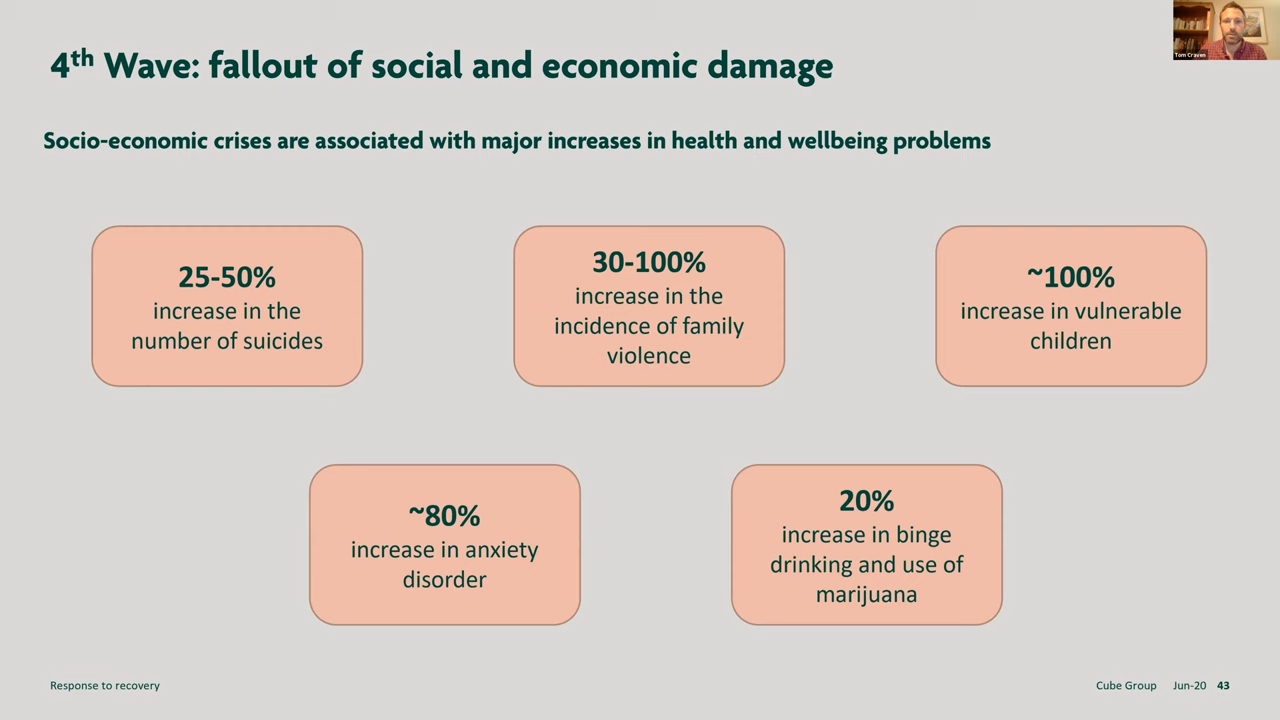 4th Wave: fallout of social and economic damage
Tom Craven
Socio-economic crises are associated with major increases in health and wellbeing problems
25-50%
increase in the
number of suicides
30-100%
increase in the
incidence of family
violence
~100%
increase in vulnerable
children
~80%
increase in anxiety
disorder
20%
increase in binge
drinking and use of
marijuana
Response to recovery
Cube Group Jun-20 43